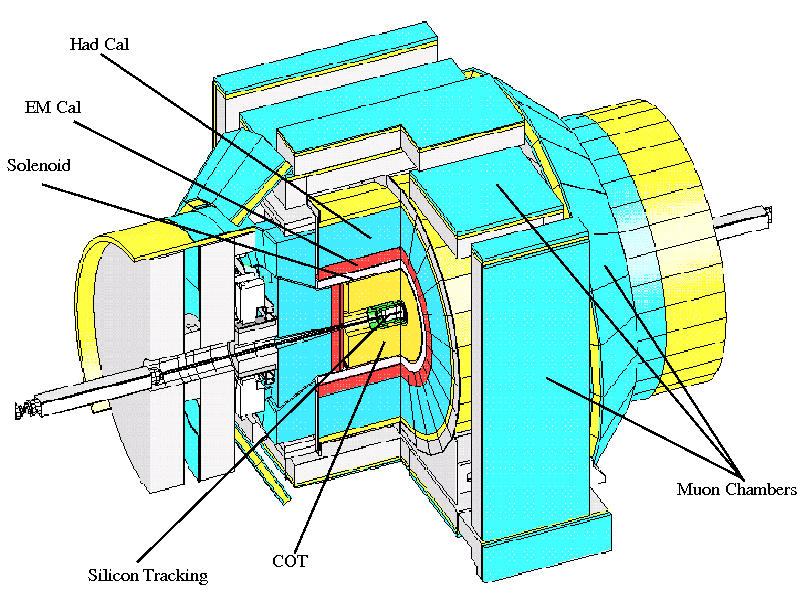 Had Cal
EM Cal
Solenoid
Muon Chambers
COT
Silicon Tracking